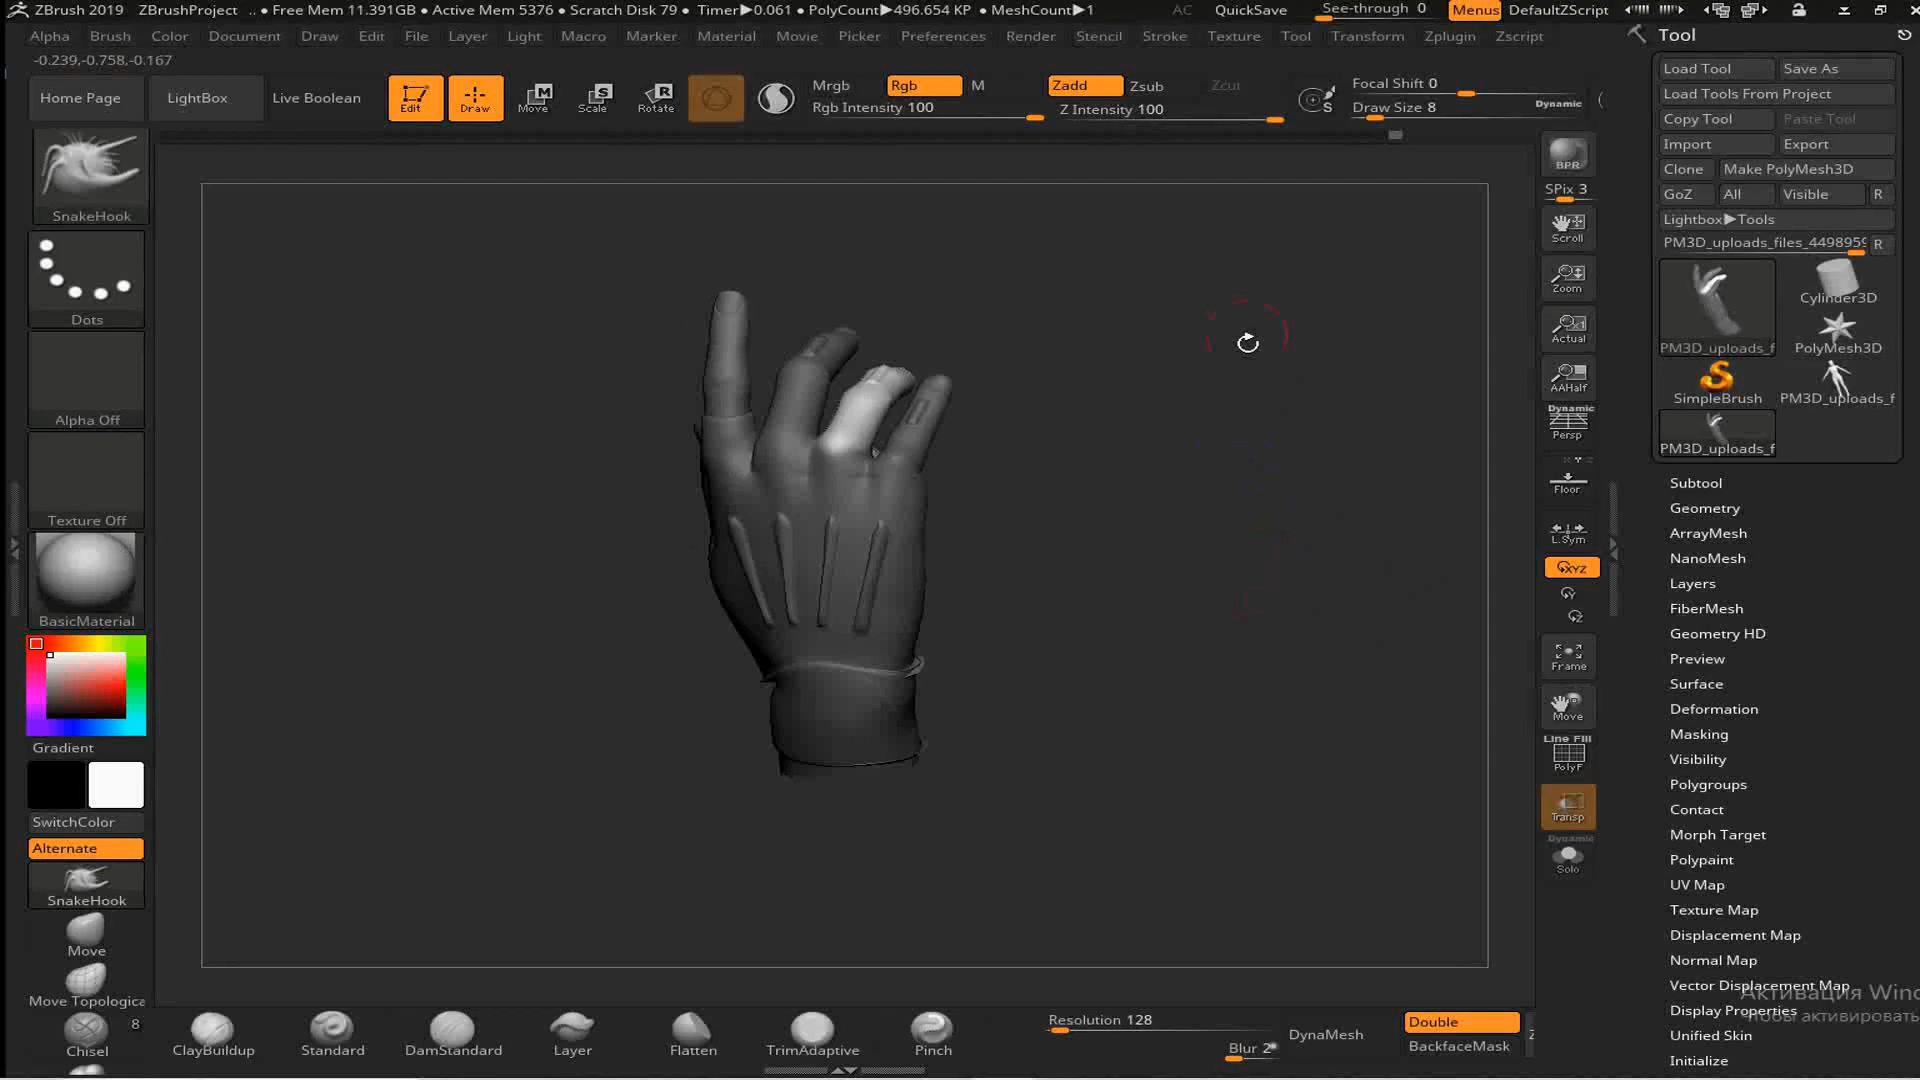 ZBrush 2019 ZBrushProject .. • Free Mem 11.391GB • Active Mem 5376 • Scratch Disk 79 • Timer▶0.061 • PolyCount▶496.654 KP • MeshCount▶1 AC QuickSave See-through 0 Menus DefaultZScript
Alpha Brush Color Document Draw Edit File Layer Light Macro Marker Material Movie Picker Preferences Render Stencil Stroke Texture Tool Transform Zplugin Zscript
-0.239,-0.758,-0.167
Home Page LightBox Live Boolean Edit Draw Move Scale Rotate
Mrgb Rgb M Zadd Zsub Zcut Focal Shift 0
Rgb Intensity 100 Z Intensity 100 S Draw Size 8 Dynamic
SnakeHook
Dots
Alpha Off
Texture Off
BasicMaterial
Gradient
SwitchColor
Alternate
SnakeHook
Move
Move Topologica
8
Chisel
ClayBuildup Standard DamStandard Layer Flatten TrimAdaptive Pinch
Resolution 128
Blur 2
DynaMesh
Double
BackfaceMask
BPR
SPix 3
Scroll
Zoom
Actual
AAHalf
Dynamic
Persp
Floor
L.Sym
XYZ
Y
Z
Frame
Move
Line Fill
PolyF
Transp
Dynamic
Solo
Tool
Load Tool Save As
Load Tools From Project
Copy Tool Paste Tool
Import Export
Clone Make PolyMesh3D
GoZ All Visible R
Lightbox▶Tools
PM3D_uploads_files_4498959 R
PM3D_uploads_f Cylinder3D
PolyMesh3D
SimpleBrush PM3D_uploads_f
PM3D_uploads_f
Subtool
Geometry
ArrayMesh
NanoMesh
Layers
FiberMesh
Geometry HD
Preview
Surface
Deformation
Masking
Visibility
Polygroups
Contact
Morph Target
Polypaint
UV Map
Texture Map
Displacement Map
Normal Map
Vector Displacement Map
Display Properties
Unified Skin
Initialize
Активация Winc
Чтобы активировать